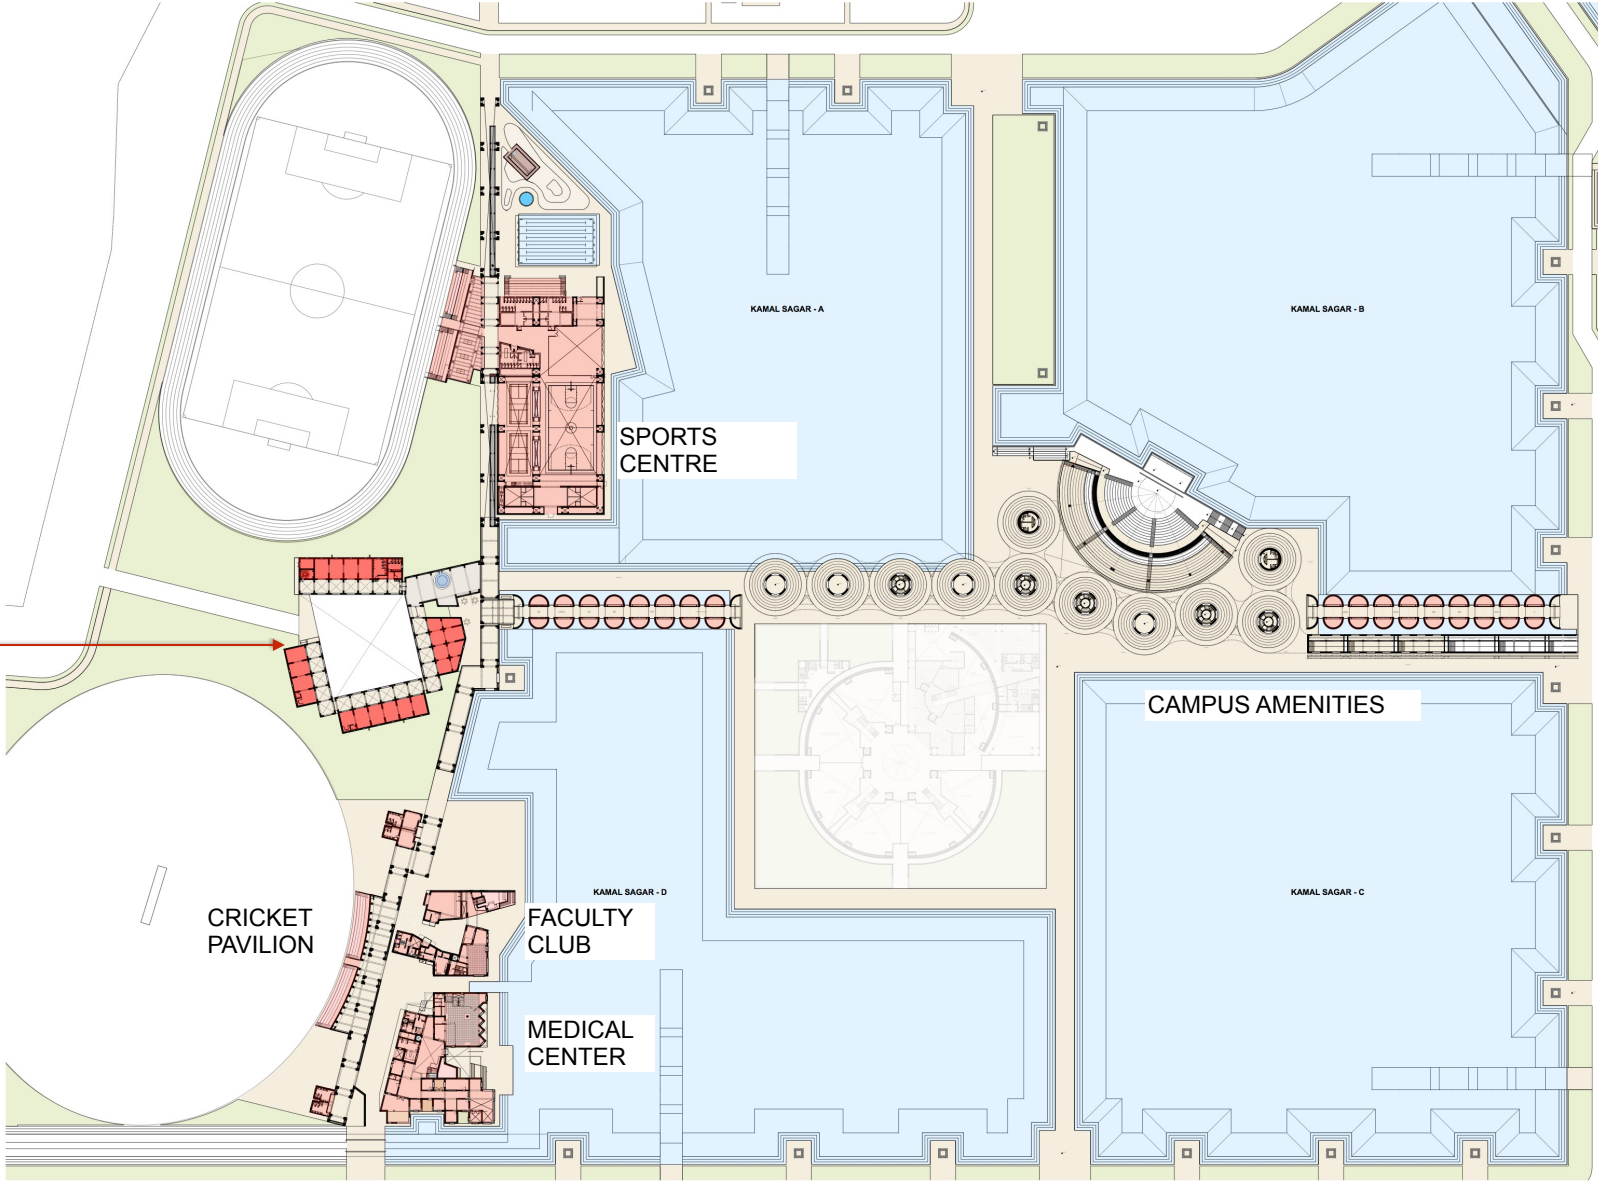 KAMAL SAGAR - A
KAMAL SAGAR - B
SPORTS
CENTRE
CAMPUS AMENITIES
KAMAL SAGAR - D
KAMAL SAGAR - C
CRICKET
PAVILION
FACULTY
CLUB
MEDICAL
CENTER